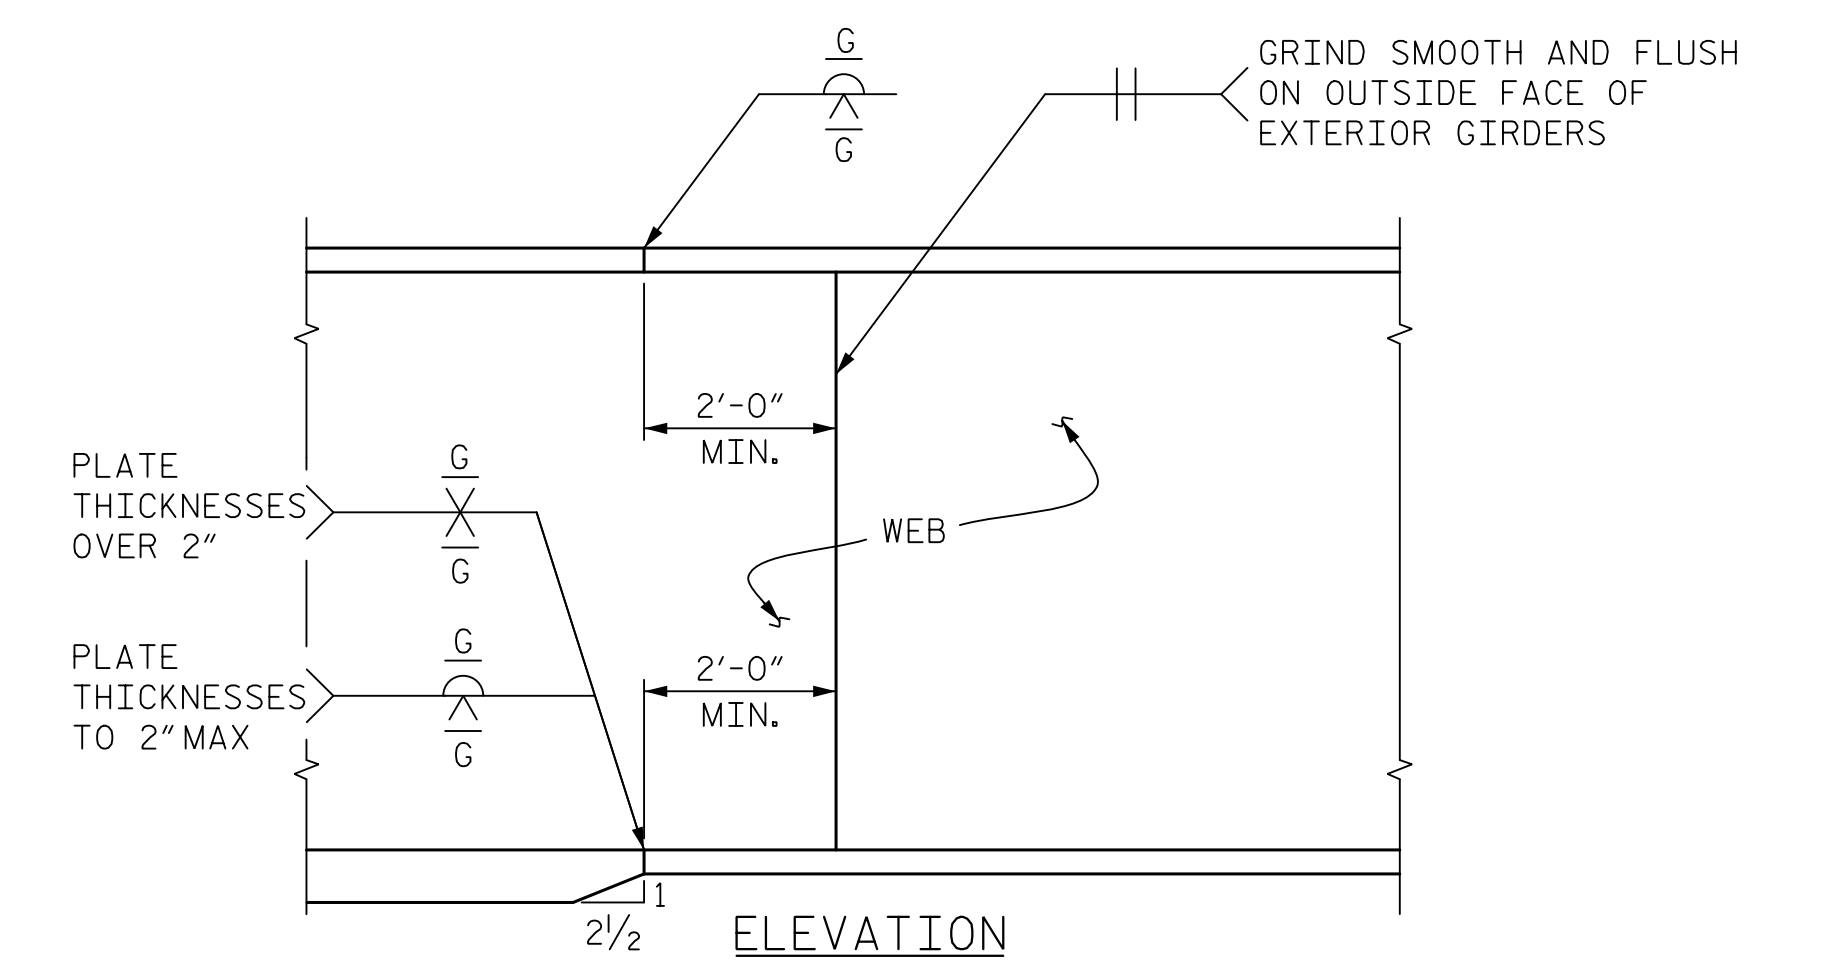 G
G
GRIND SMOOTH AND FLUSH
ON OUTSIDE FACE OF
EXTERIOR GIRDERS
2'-0"
MIN.
PLATE
THICKNESSES
OVER 2"
G
G
WEB
PLATE
THICKNESSES
TO 2"MAX
G
G
2'-0"
MIN.
1
2½
ELEVATION